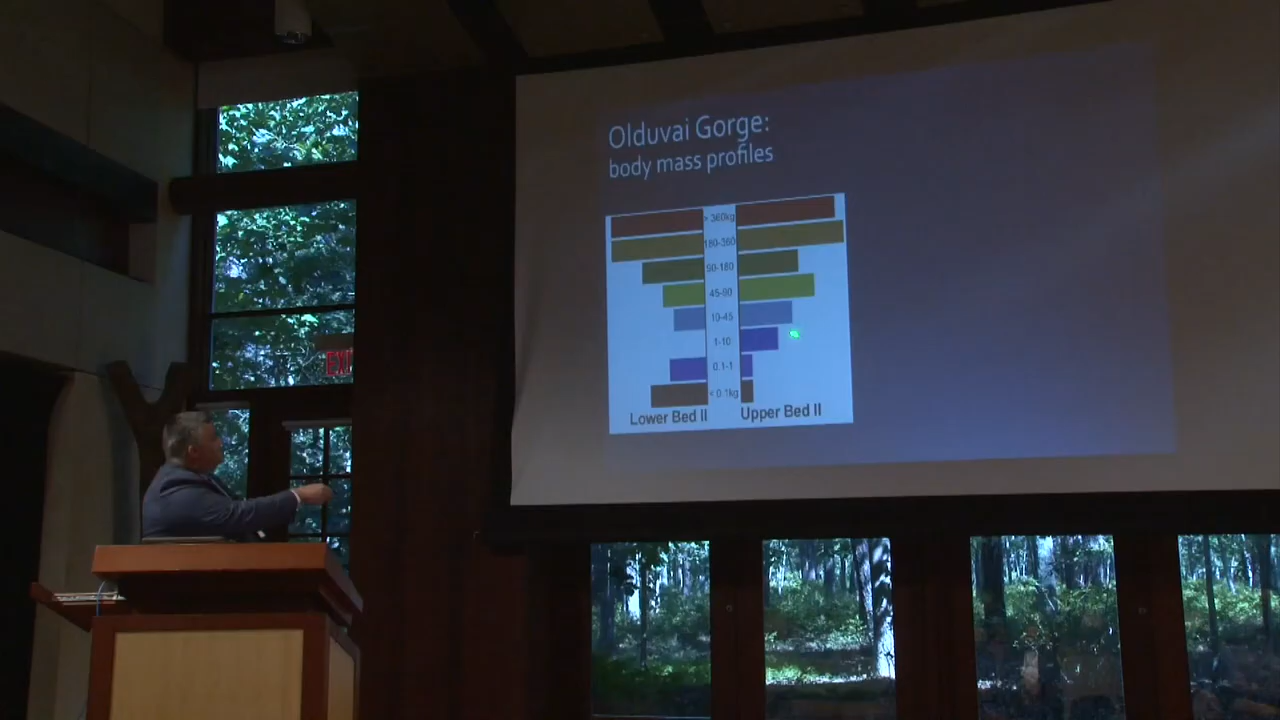 Olduvai Gorge:
body mass profiles
> 360kg
180-360
90-180
45-90
10-45
1-10
0.1-1
< 0.1kg
Lower Bed II
Upper Bed II
EXI